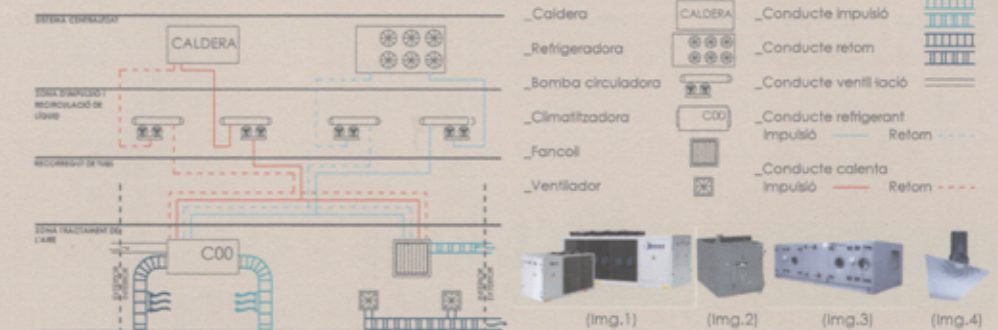 SISTEMA CENTRALITZAT
CALDERA
ZONA D'IMPULSIÓ I
RECIRCULACIÓ DE
LÍQUID
RECORREGUT DE TUBS
ZONA TRACTAMENT DE
L'AIRE
C00
_Caldera
CALDERA
_Refrigeradora
_Bomba circuladora
_Climatitzadora
C00
_Fancoil
_Ventilador
_Conducte impulsió
_Conducte retorn
_Conducte ventil·lació
_Conducte refrigerant
Impulsió
Retorn
_Conducte calenta
Impulsió
Retorn
(Img.1)
(Img.2)
(Img.3)
(Img.4)